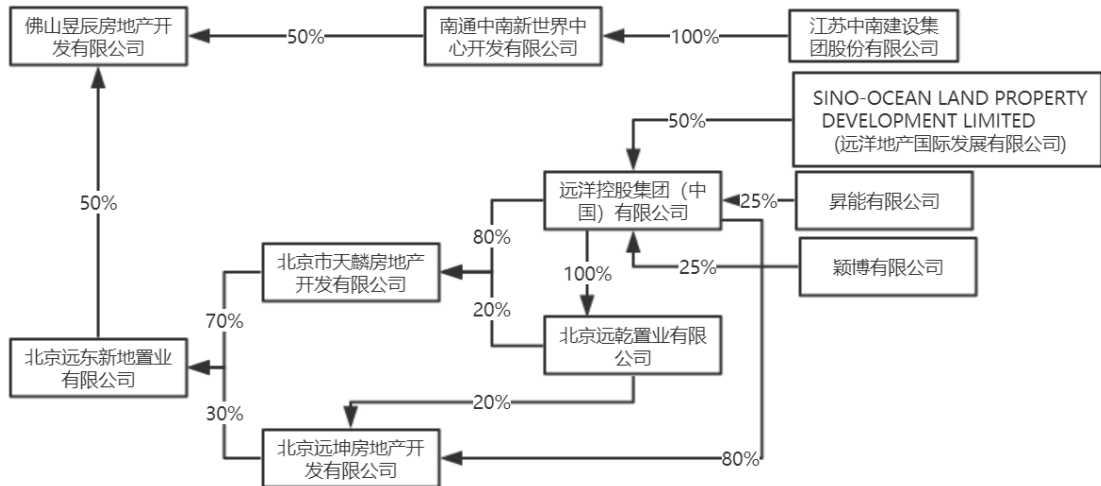 佛山昱辰房地产开
发有限公司
50%
南通中南新世界中
心开发有限公司
100%
江苏中南建设集
团股份有限公司
SINO-OCEAN LAND PROPERTY
DEVELOPMENT LIMITED
(远洋地产国际发展有限公司)
50%
远洋控股集团（中
国）有限公司
25%
昇能有限公司
50%
80%
北京市天麟房地产
开发有限公司
100%
25%
颖博有限公司
20%
70%
北京远东新地置业
有限公司
北京远乾置业有限
公司
30%
20%
北京远坤房地产开
发有限公司
80%